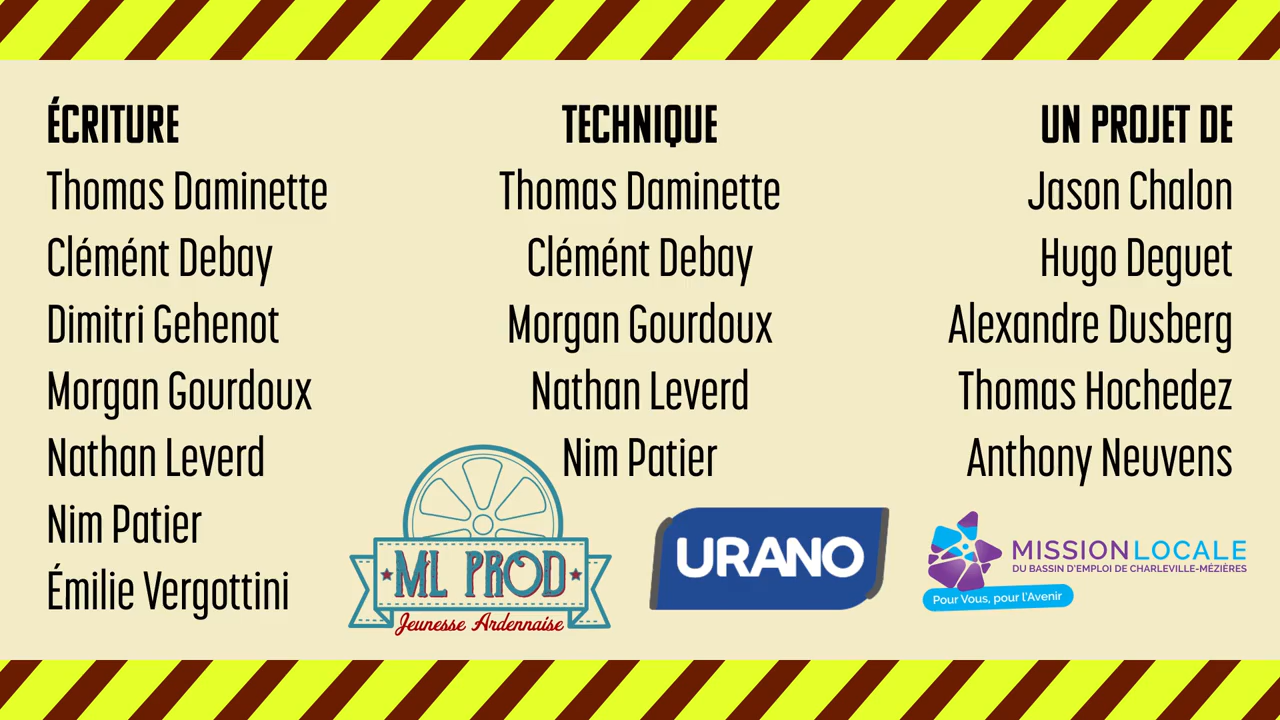 ÉCRITURE
Thomas Daminette
Clémént Debay
Dimitri Gehenot
Morgan Gourdoux
Nathan Leverd
Nim Patier
Émilie Vergottini
TECHNIQUE
Thomas Daminette
Clémént Debay
Morgan Gourdoux
Nathan Leverd
Nim Patier
UN PROJET DE
Jason Chalon
Hugo Deguet
Alexandre Dusberg
Thomas Hochedez
Anthony Neuvens
ML PROD
Jeunesse Ardennaise
URANO
MISSION LOCALE
DU BASSIN D'EMPLOI DE CHARLEVILLE-MÉZIÈRES
Pour Vous, pour l'Avenir